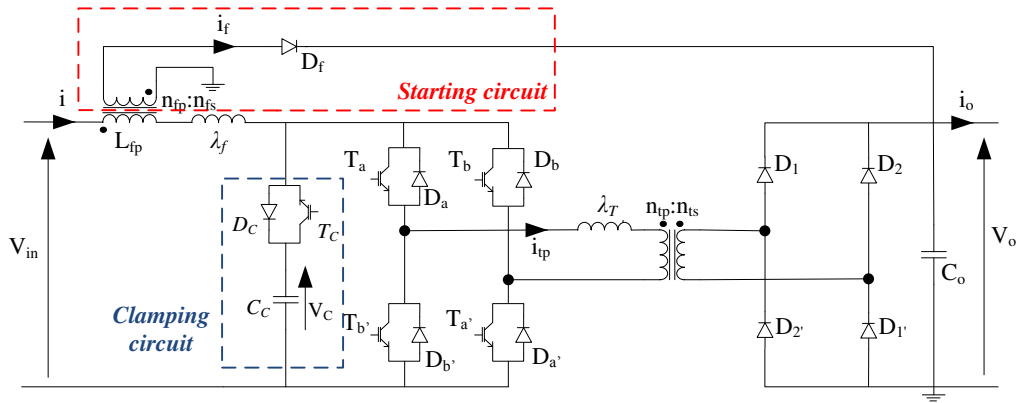 i_f
D_f
Starting circuit
i
n_fp:n_fs
L_fp
λ_f
i_o
T_a
D_a
T_b
D_b
D_1
D_2
D_C
T_C
λ_T
n_tp:n_ts
i_tp
V_in
V_o
C_C
V_C
C_o
Clamping
circuit
T_b'
D_b'
T_a'
D_a'
D_2'
D_1'